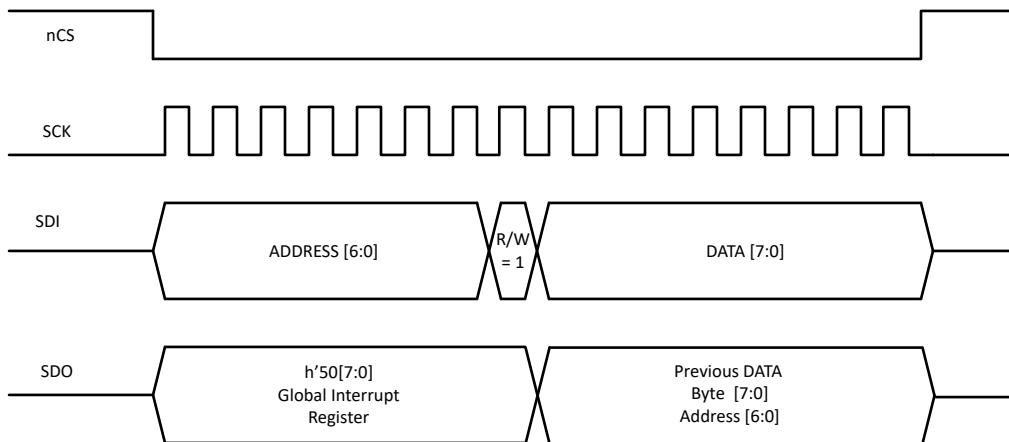 nCS
SCK
SDI
ADDRESS [6:0]
R/W
= 1
DATA [7:0]
SDO
h’50[7:0]
Global Interrupt
Register
Previous DATA
Byte [7:0]
Address [6:0]